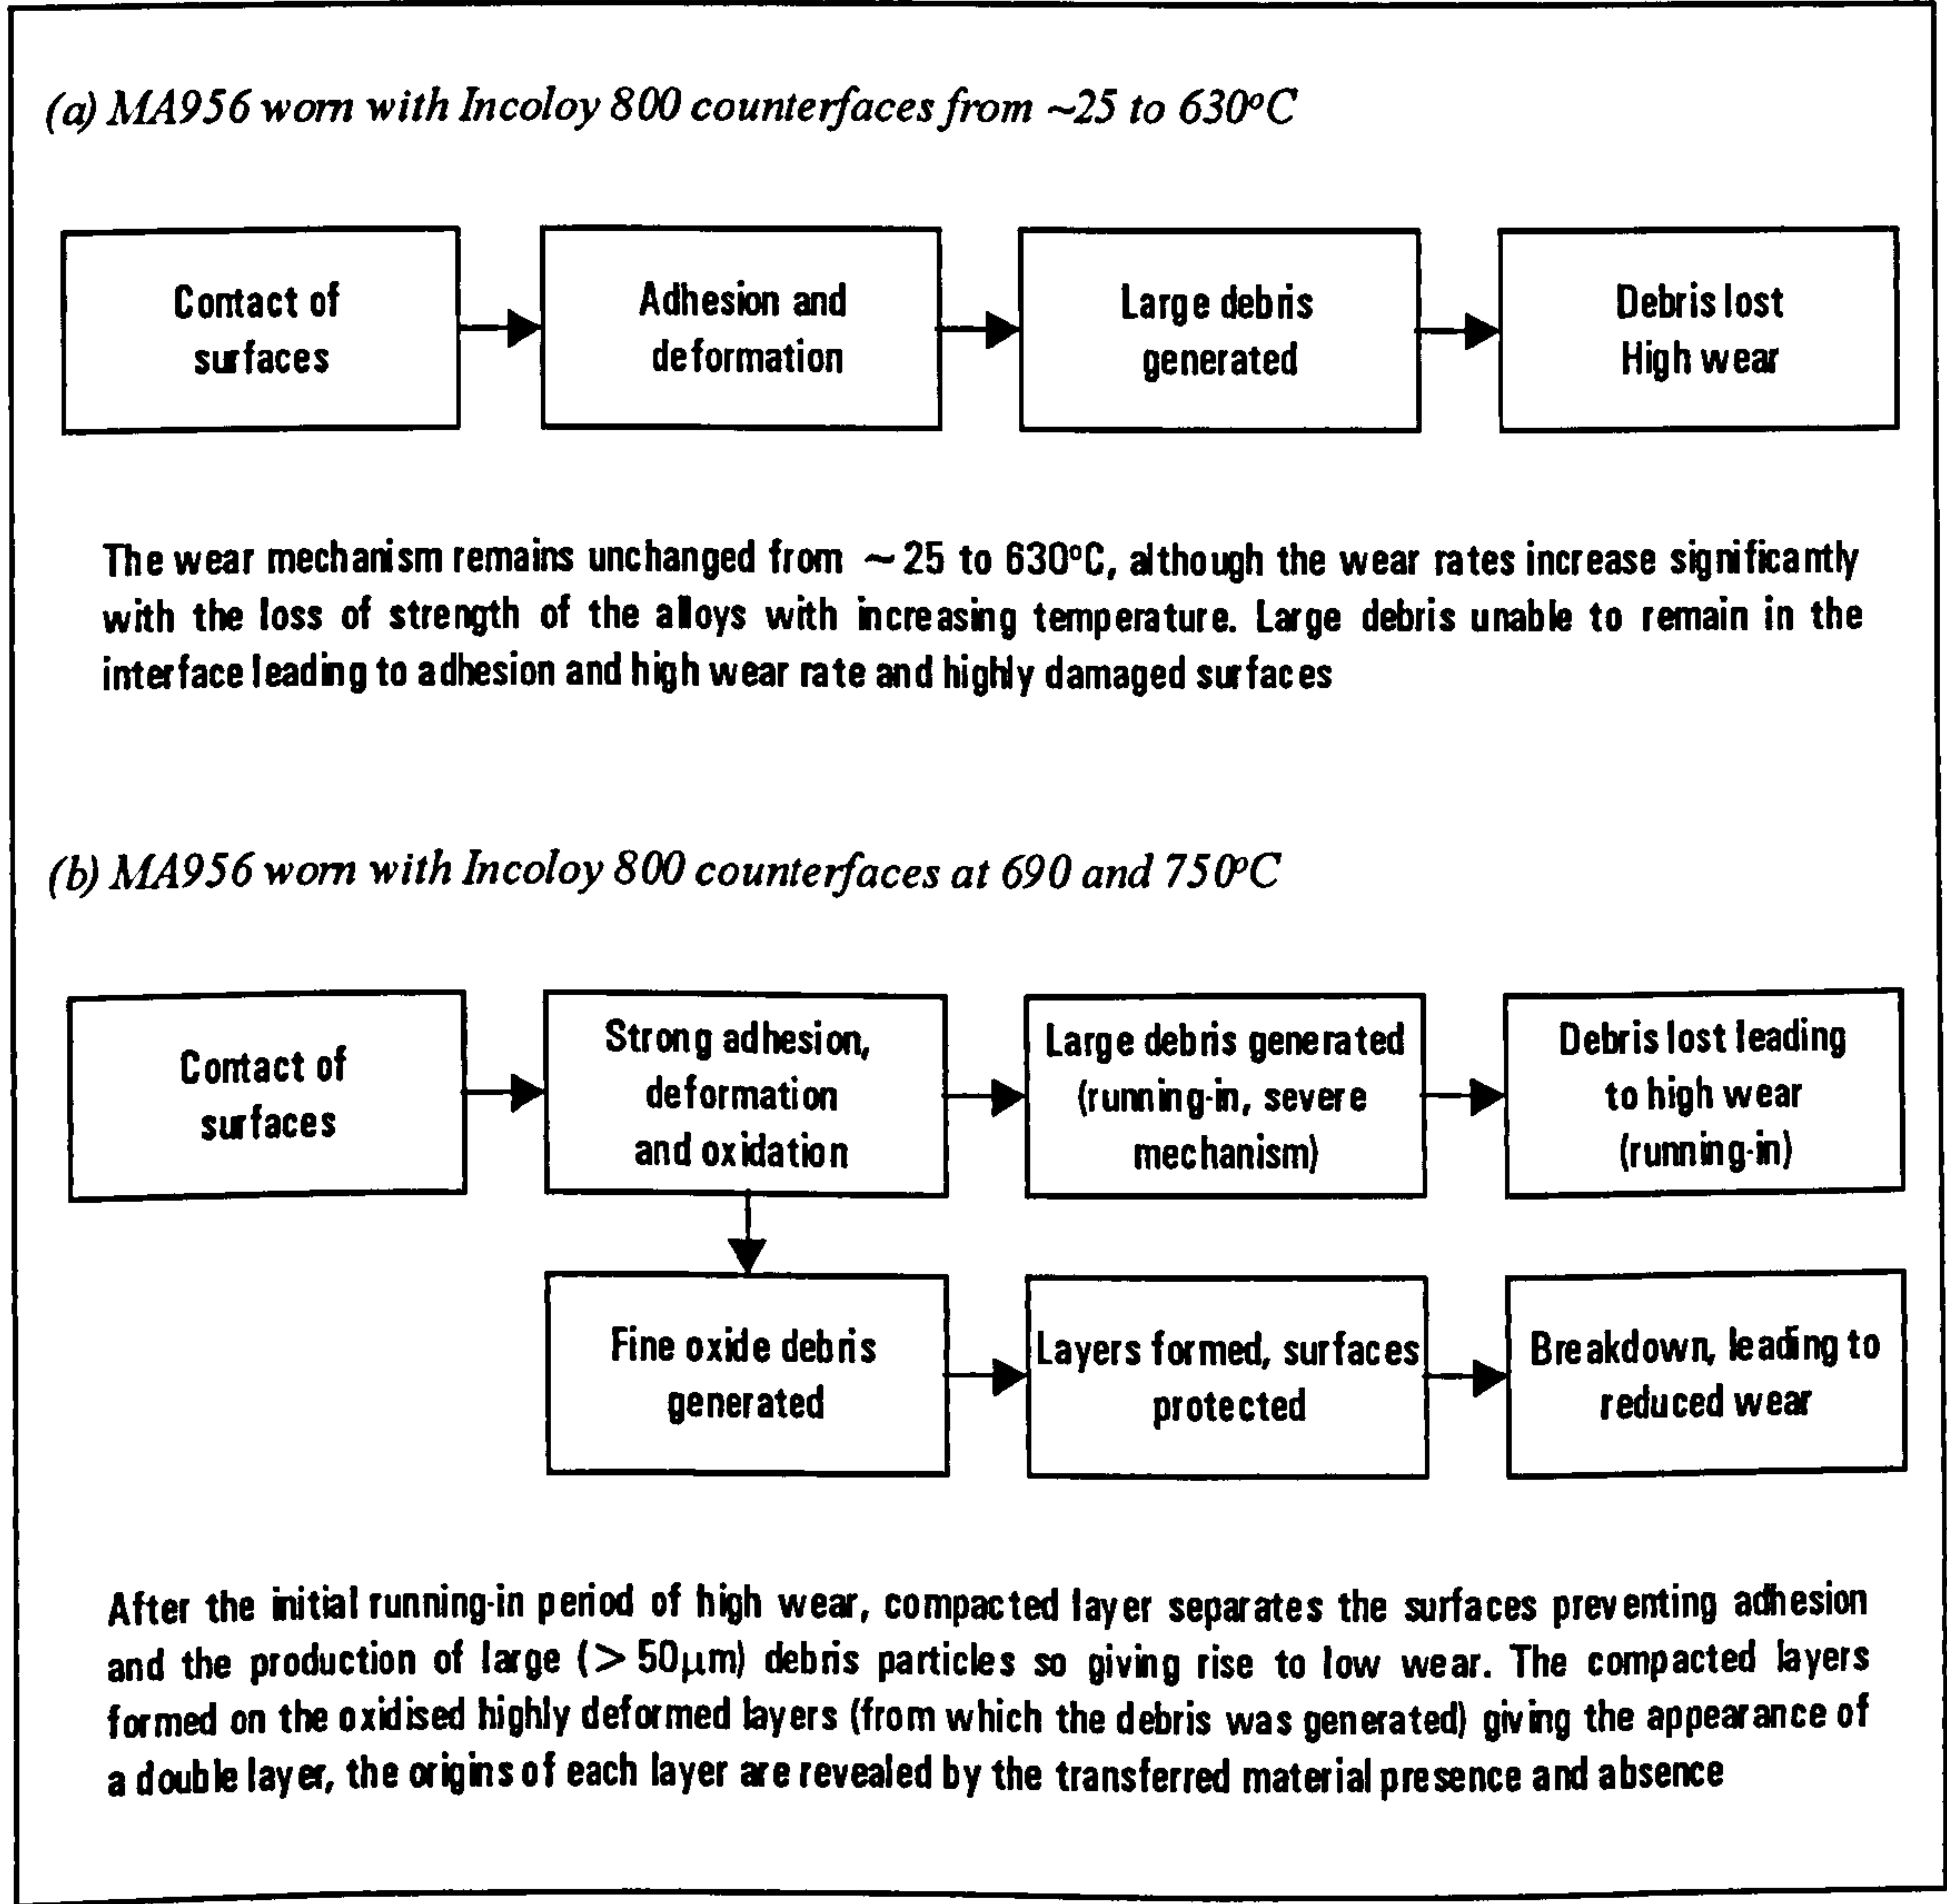 (a) MA956 worn with Incoloy 800 counterfaces from ~25 to 630°C
Contact of
surfaces
Adhesion and
deformation
Large debris
generated
Debris lost
High wear
The wear mechanism remains unchanged from ~25 to 630°C, although the wear rates increase significantly
with the loss of strength of the alloys with increasing temperature. Large debris unable to remain in the
interface leading to adhesion and high wear rate and highly damaged surfaces
(b) MA956 worn with Incoloy 800 counterfaces at 690 and 750°C
Contact of
surfaces
Strong adhesion,
deformation
and oxidation
Large debris generated
(running-in, severe
mechanism)
Debris lost leading
to high wear
(running-in)
Fine oxide debris
generated
Layers formed, surfaces
protected
Breakdown, leading to
reduced wear
After the initial running-in period of high wear, compacted layer separates the surfaces preventing adhesion
and the production of large (>50μm) debris particles so giving rise to low wear. The compacted layers
formed on the oxidised highly deformed layers (from which the debris was generated) giving the appearance of
a double layer, the origins of each layer are revealed by the transferred material presence and absence